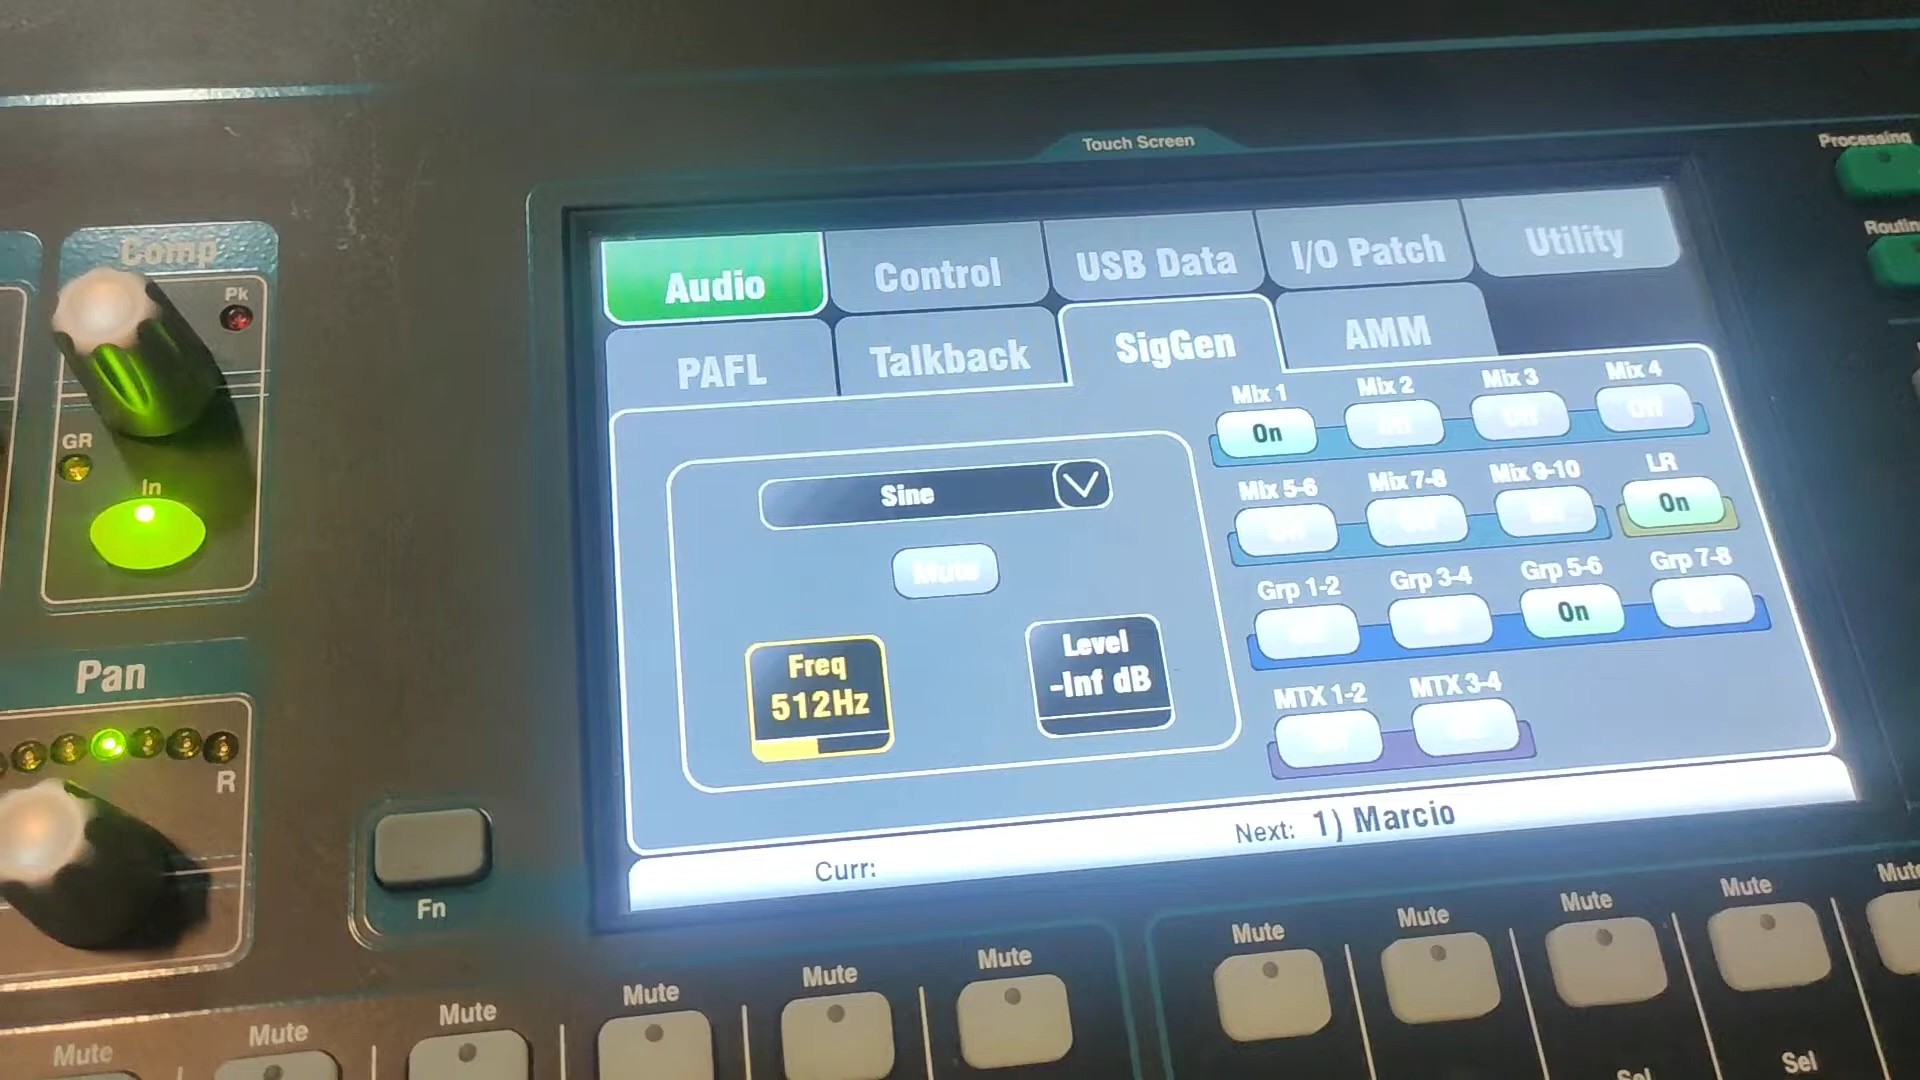 Touch Screen
Processing
Comp
Pk
GR
In
Pan
R
Fn
Audio
Control
USB Data
I/O Patch
Utility
PAFL
Talkback
SigGen
AMM
Sine
Mute
Freq
512Hz
Level
-Inf dB
Mix 1
Mix 2
Mix 3
Mix 4
On
Off
Off
Off
Mix 5-6
Mix 7-8
Mix 9-10
LR
On
Grp 1-2
Grp 3-4
Grp 5-6
Grp 7-8
On
MTX 1-2
MTX 3-4
Curr:
Next: 1) Marcio
Mute
Mute
Mute
Mute
Mute
Mute
Mute
Mute
Mute
Mute
Mute
Sel
Sel